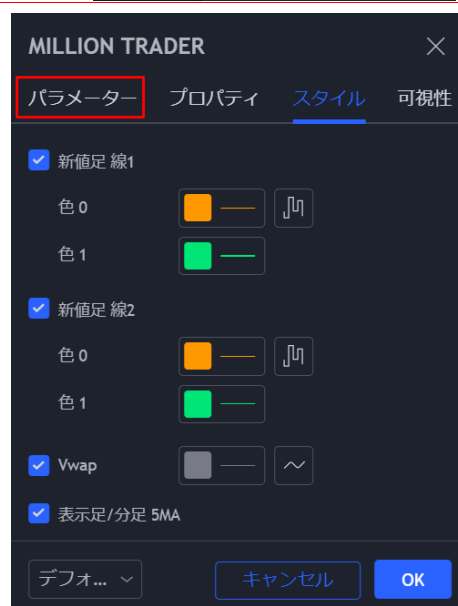 MILLION TRADER
パラメーター プロパティ スタイル 可視性
新値足 線1
色 0
色 1
新値足 線2
色 0
色 1
Vwap
表示足/分足 5MA
デフォ... キャンセル OK